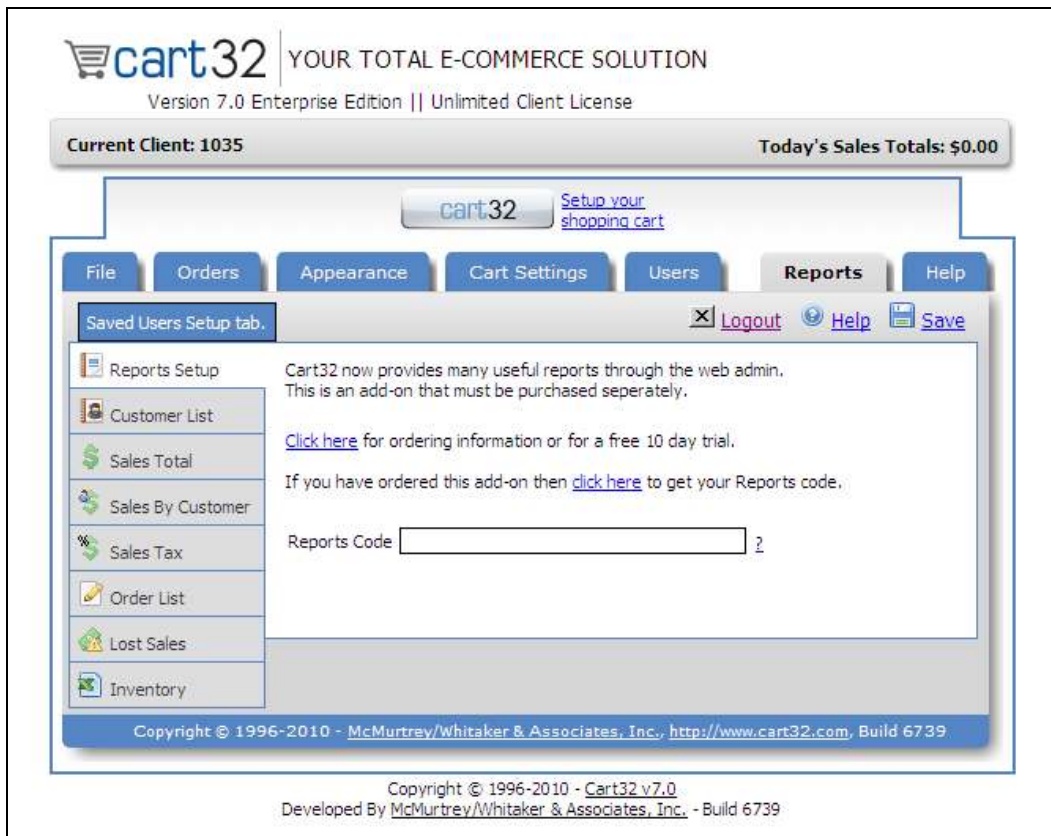 cart32 YOUR TOTAL E-COMMERCE SOLUTION
Version 7.0 Enterprise Edition || Unlimited Client License
Current Client: 1035 Today's Sales Totals: $0.00
cart32 Setup your
shopping cart
File Orders Appearance Cart Settings Users Reports Help
Saved Users Setup tab. Logout Help Save
Reports Setup
Customer List
Sales Total
Sales By Customer
Sales Tax
Order List
Lost Sales
Inventory
Cart32 now provides many useful reports through the web admin.
This is an add-on that must be purchased seperately.
Click here for ordering information or for a free 10 day trial.
If you have ordered this add-on then click here to get your Reports code.
Reports Code ?
Copyright © 1996-2010 - McMurtrey/Whitaker & Associates, Inc., http://www.cart32.com, Build 6739
Copyright © 1996-2010 - Cart32 v7.0
Developed By McMurtrey/Whitaker & Associates, Inc. - Build 6739